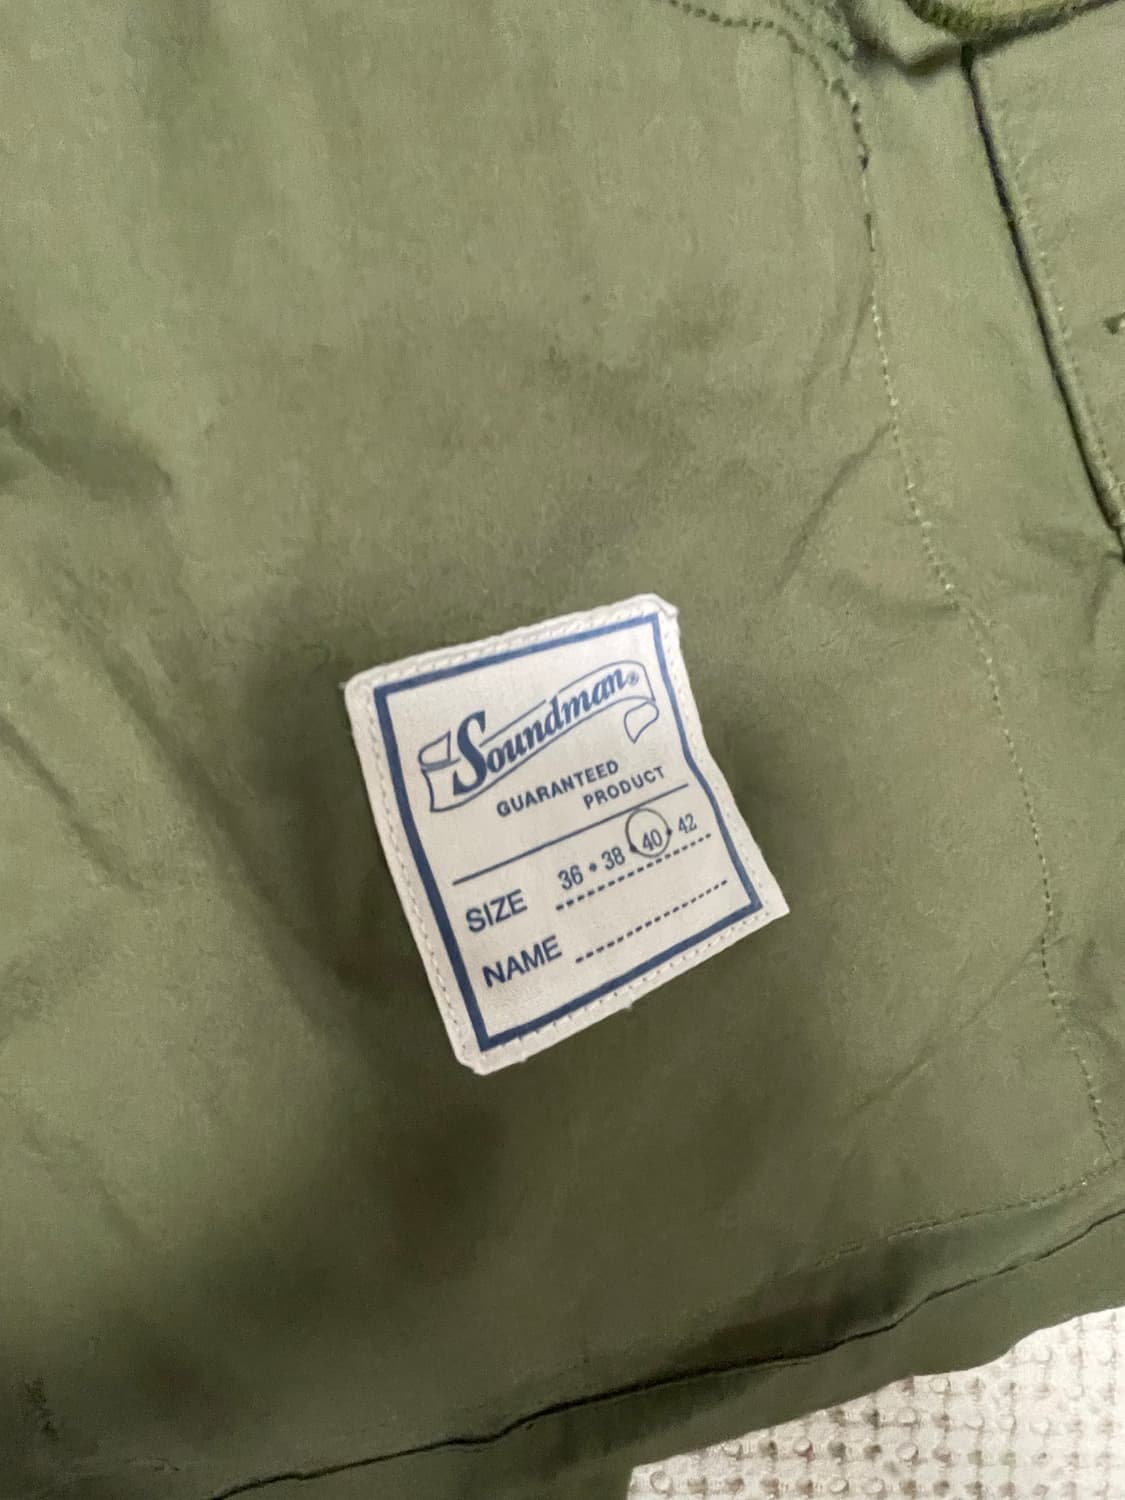 Soundman®
GUARANTEED
PRODUCT
SIZE 36 • 38 • 40 • 42
NAME